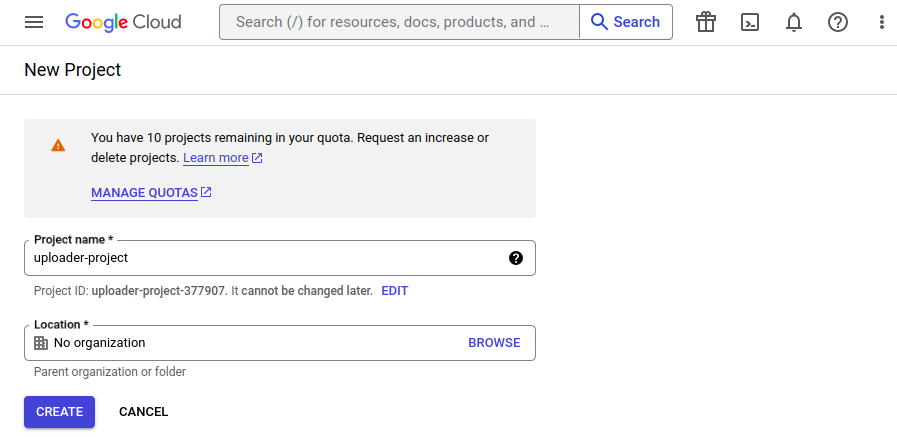 Google Cloud
Search (/) for resources, docs, products, and …
Search
New Project
You have 10 projects remaining in your quota. Request an increase or
delete projects. Learn more
MANAGE QUOTAS
Project name *
uploader-project
Project ID: uploader-project-377907. It cannot be changed later. EDIT
Location *
No organization
BROWSE
Parent organization or folder
CREATE
CANCEL